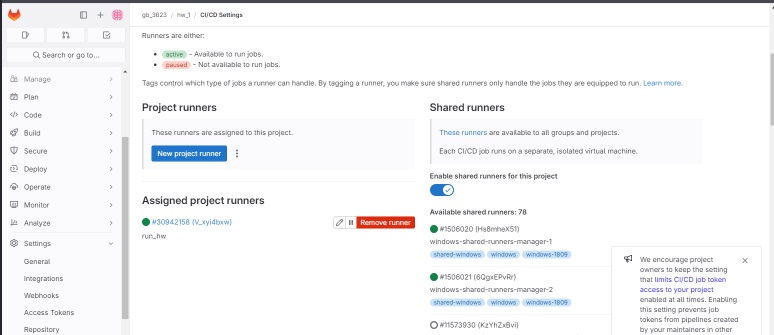 gb_3623 / hw_1 / CI/CD Settings
Search or go to...
Manage
Plan
Code
Build
Secure
Deploy
Operate
Monitor
Analyze
Settings
General
Integrations
Webhooks
Access Tokens
Repository
Runners are either:
active - Available to run jobs.
paused - Not available to run jobs.
Tags control which type of jobs a runner can handle. By tagging a runner, you make sure shared runners only handle the jobs they are equipped to run. Learn more.
Project runners
These runners are assigned to this project.
New project runner
Assigned project runners
#30942158 (V_xyi4bxw)
Remove runner
run_hw
Shared runners
These runners are available to all groups and projects.
Each CI/CD job runs on a separate, isolated virtual machine.
Enable shared runners for this project
Available shared runners: 78
#1506020 (Hs8mheX51)
windows-shared-runners-manager-1
shared-windows windows windows-1809
#1506021 (6QgxEPvRr)
windows-shared-runners-manager-2
shared-windows windows windows-1809
#11573930 (KzYhZxBvi)
We encourage project
owners to keep the setting
that limits CI/CD job token
access to your project
enabled at all times. Enabling
this setting prevents job
tokens from pipelines created
by your maintainers in other